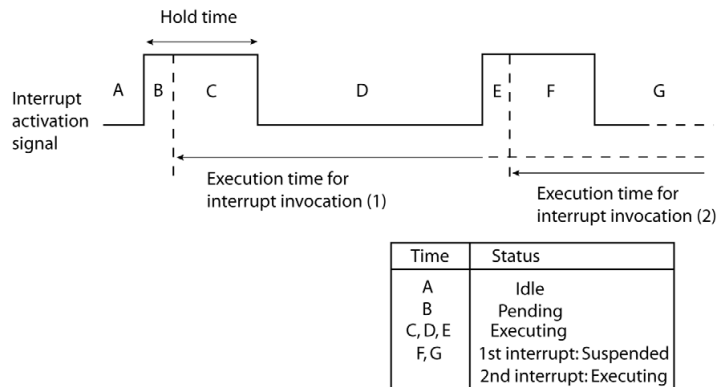 Hold time
A B C D E F G
Interrupt
activation
signal
Execution time for
interrupt invocation (1)
Execution time for
interrupt invocation (2)
Time Status
A Idle
B Pending
C, D, E Executing
F, G 1st interrupt: Suspended
2nd interrupt: Executing